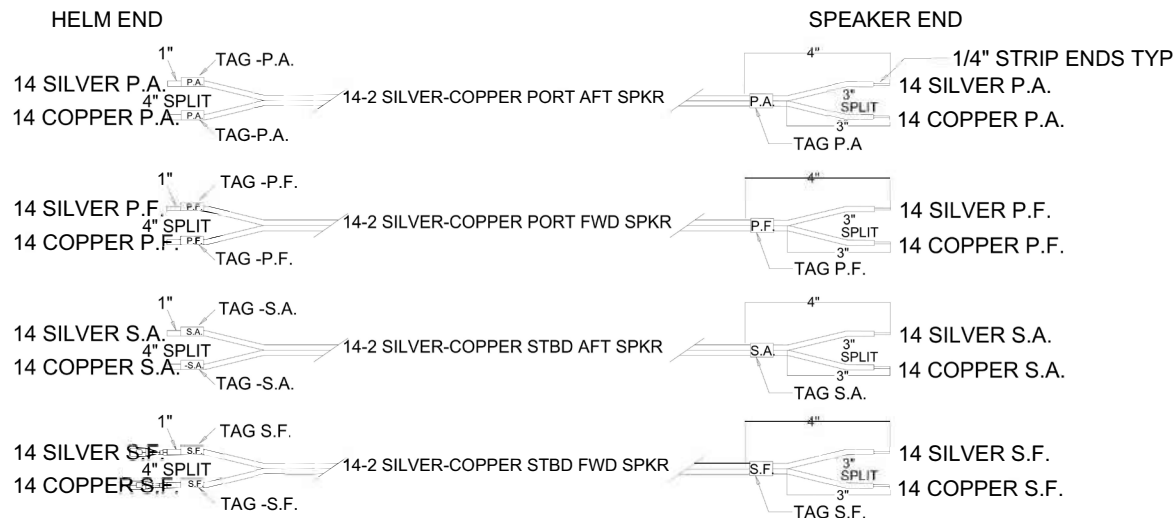 HELM END
SPEAKER END
1"
TAG -P.A.
4"
1/4" STRIP ENDS TYP
14 SILVER P.A.
P.A
14-2 SILVER-COPPER PORT AFT SPKR
P.A.
3"
SPLIT
14 SILVER P.A.
4" SPLIT
14 COPPER P.A.
P.A
14 COPPER P.A.
3"
TAG-P.A.
TAG P.A
1"
TAG -P.F.
4"
14 SILVER P.F.
P.F.
14-2 SILVER-COPPER PORT FWD SPKR
P.F.
3"
SPLIT
14 SILVER P.F.
4" SPLIT
14 COPPER P.F.
P.F.
14 COPPER P.F.
3"
TAG -P.F.
TAG P.F.
1"
TAG -S.A.
4"
14 SILVER S.A.
S.A.
14-2 SILVER-COPPER STBD AFT SPKR
S.A.
3"
SPLIT
14 SILVER S.A.
4" SPLIT
14 COPPER S.A.
-S.A.
14 COPPER S.A.
3"
TAG -S.A.
TAG S.A.
1"
TAG S.F.
4"
14 SILVER S.F.
S.F.
14-2 SILVER-COPPER STBD FWD SPKR
S.F.
3"
SPLIT
14 SILVER S.F.
4" SPLIT
14 COPPER S.F.
S.F.
14 COPPER S.F.
3"
TAG -S.F.
TAG S.F.